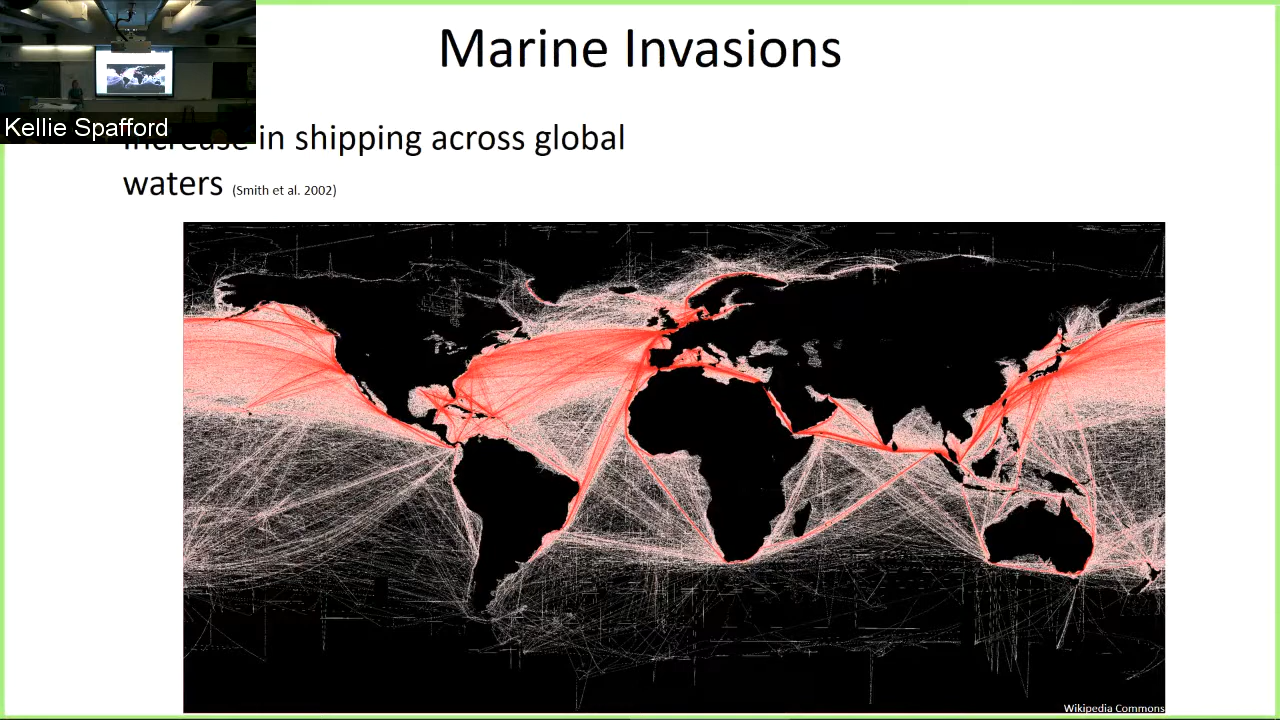 Marine Invasions
Kellie Spafford
Increase in shipping across global
waters (Smith et al. 2002)
Wikipedia Commons